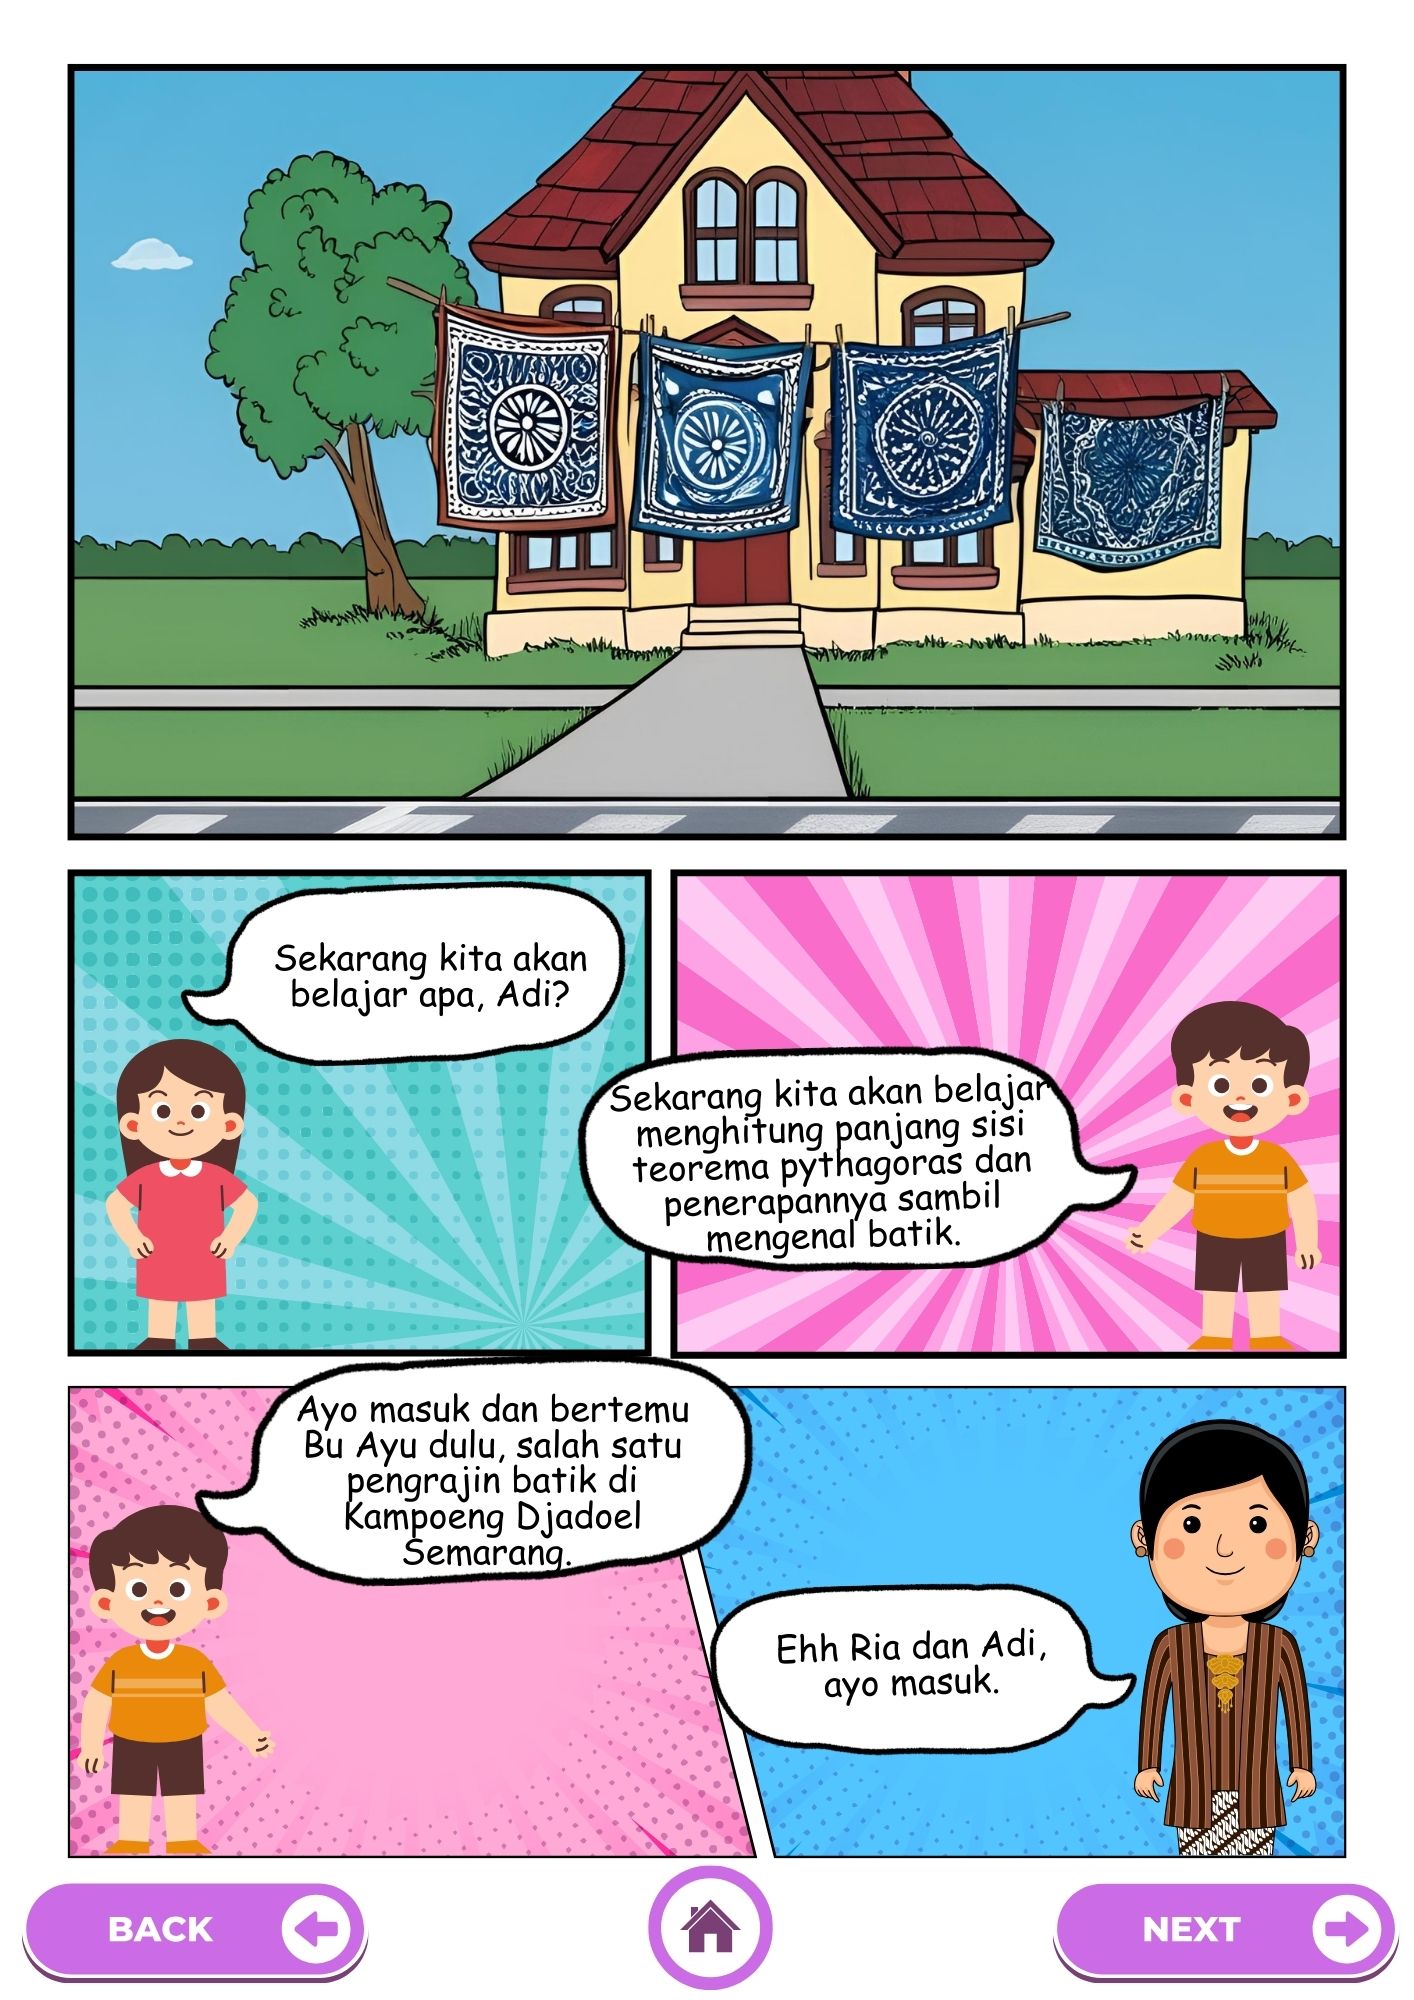 Sekarang kita akan
belajar apa, Adi?
Sekarang kita akan belajar
menghitung panjang sisi
teorema pythagoras dan
penerapannya sambil
mengenal batik.
Ayo masuk dan bertemu
Bu Ayu dulu, salah satu
pengrajin batik di
Kampoeng Djadoel
Semarang.
Ehh Ria dan Adi,
ayo masuk.
BACK
NEXT